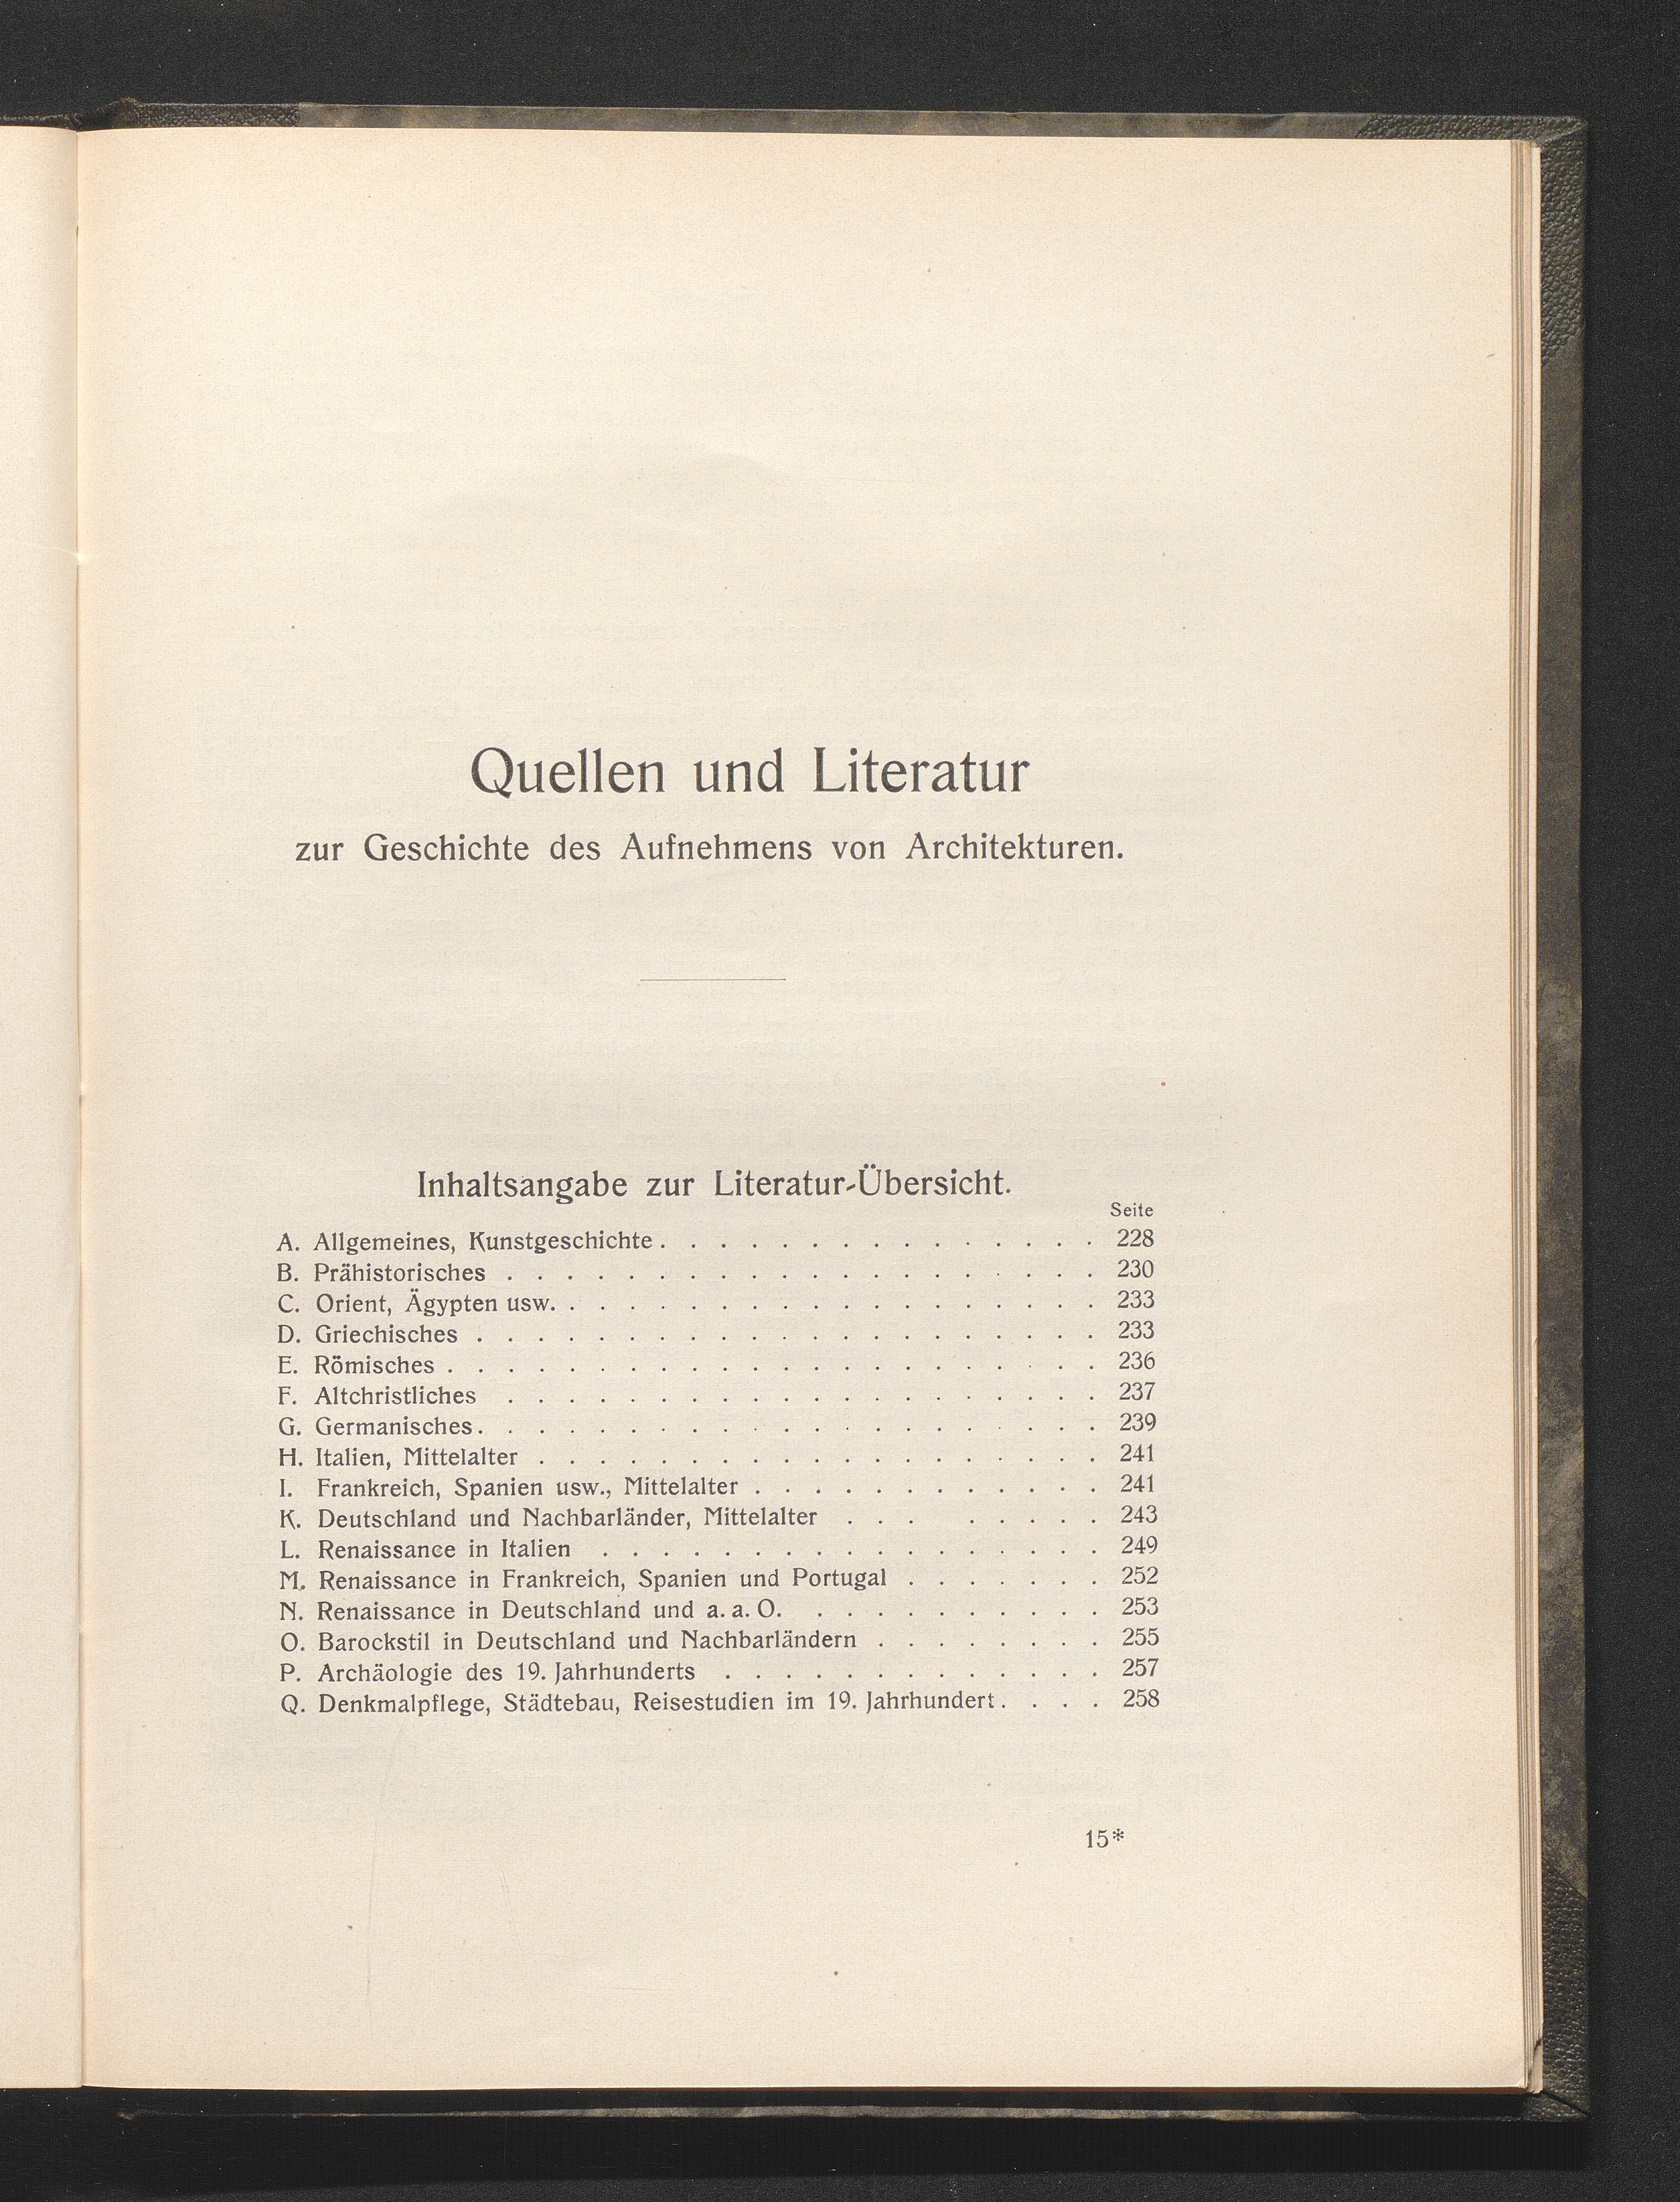 Quellen und Literatur
zur Geschichte des Aufnehmens von Architekturen.
Inhaltsangabe zur Literatur-Übersicht.
Seite
A. Allgemeines, Kunstgeschichte . . . . . . . . . . . . . . . 228
B. Prähistorisches . . . . . . . . . . . . . . . . . . . . 230
C. Orient, Ägypten usw. . . . . . . . . . . . . . . . . . . 233
D. Griechisches . . . . . . . . . . . . . . . . . . . . . 233
E. Römisches . . . . . . . . . . . . . . . . . . . . . . 236
F. Altchristliches . . . . . . . . . . . . . . . . . . . . 237
G. Germanisches . . . . . . . . . . . . . . . . . . . . . 239
H. Italien, Mittelalter . . . . . . . . . . . . . . . . . . . 241
I. Frankreich, Spanien usw., Mittelalter . . . . . . . . . . . . 241
K. Deutschland und Nachbarländer, Mittelalter . . . . . . . . 243
L. Renaissance in Italien . . . . . . . . . . . . . . . . . 249
M. Renaissance in Frankreich, Spanien und Portugal . . . . . . . 252
N. Renaissance in Deutschland und a. a. O. . . . . . . . . . . 253
O. Barockstil in Deutschland und Nachbarländern . . . . . . . . 255
P. Archäologie des 19. Jahrhunderts . . . . . . . . . . . . . 257
Q. Denkmalpflege, Städtebau, Reisestudien im 19. Jahrhundert . . . . 258
15*